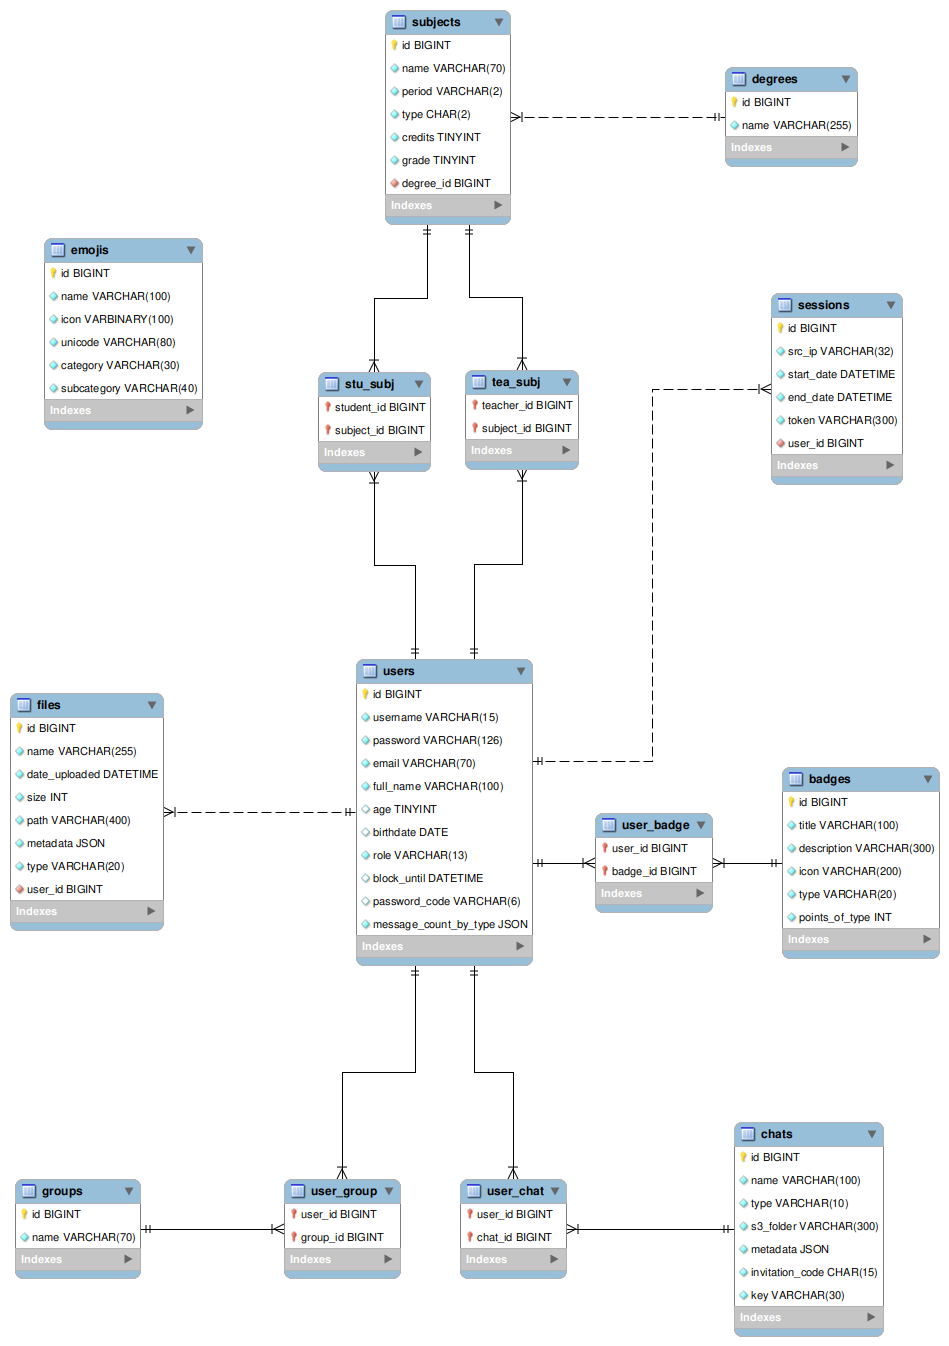 subjects
id BIGINT
name VARCHAR(70)
period VARCHAR(2)
type CHAR(2)
credits TINYINT
grade TINYINT
degree_id BIGINT
Indexes
degrees
id BIGINT
name VARCHAR(255)
Indexes
emojis
id BIGINT
name VARCHAR(100)
icon VARBINARY(100)
unicode VARCHAR(80)
category VARCHAR(30)
subcategory VARCHAR(40)
Indexes
sessions
id BIGINT
src_ip VARCHAR(32)
start_date DATETIME
end_date DATETIME
token VARCHAR(300)
user_id BIGINT
Indexes
stu_subj
student_id BIGINT
subject_id BIGINT
Indexes
tea_subj
teacher_id BIGINT
subject_id BIGINT
Indexes
users
id BIGINT
username VARCHAR(15)
password VARCHAR(126)
email VARCHAR(70)
full_name VARCHAR(100)
age TINYINT
birthdate DATE
role VARCHAR(13)
block_until DATETIME
password_code VARCHAR(6)
message_count_by_type JSON
Indexes
files
id BIGINT
name VARCHAR(255)
date_uploaded DATETIME
size INT
path VARCHAR(400)
metadata JSON
type VARCHAR(20)
user_id BIGINT
Indexes
user_badge
user_id BIGINT
badge_id BIGINT
Indexes
badges
id BIGINT
title VARCHAR(100)
description VARCHAR(300)
icon VARCHAR(200)
type VARCHAR(20)
points_of_type INT
Indexes
groups
id BIGINT
name VARCHAR(70)
Indexes
user_group
user_id BIGINT
group_id BIGINT
Indexes
user_chat
user_id BIGINT
chat_id BIGINT
Indexes
chats
id BIGINT
name VARCHAR(100)
type VARCHAR(10)
s3_folder VARCHAR(300)
metadata JSON
invitation_code CHAR(15)
key VARCHAR(30)
Indexes